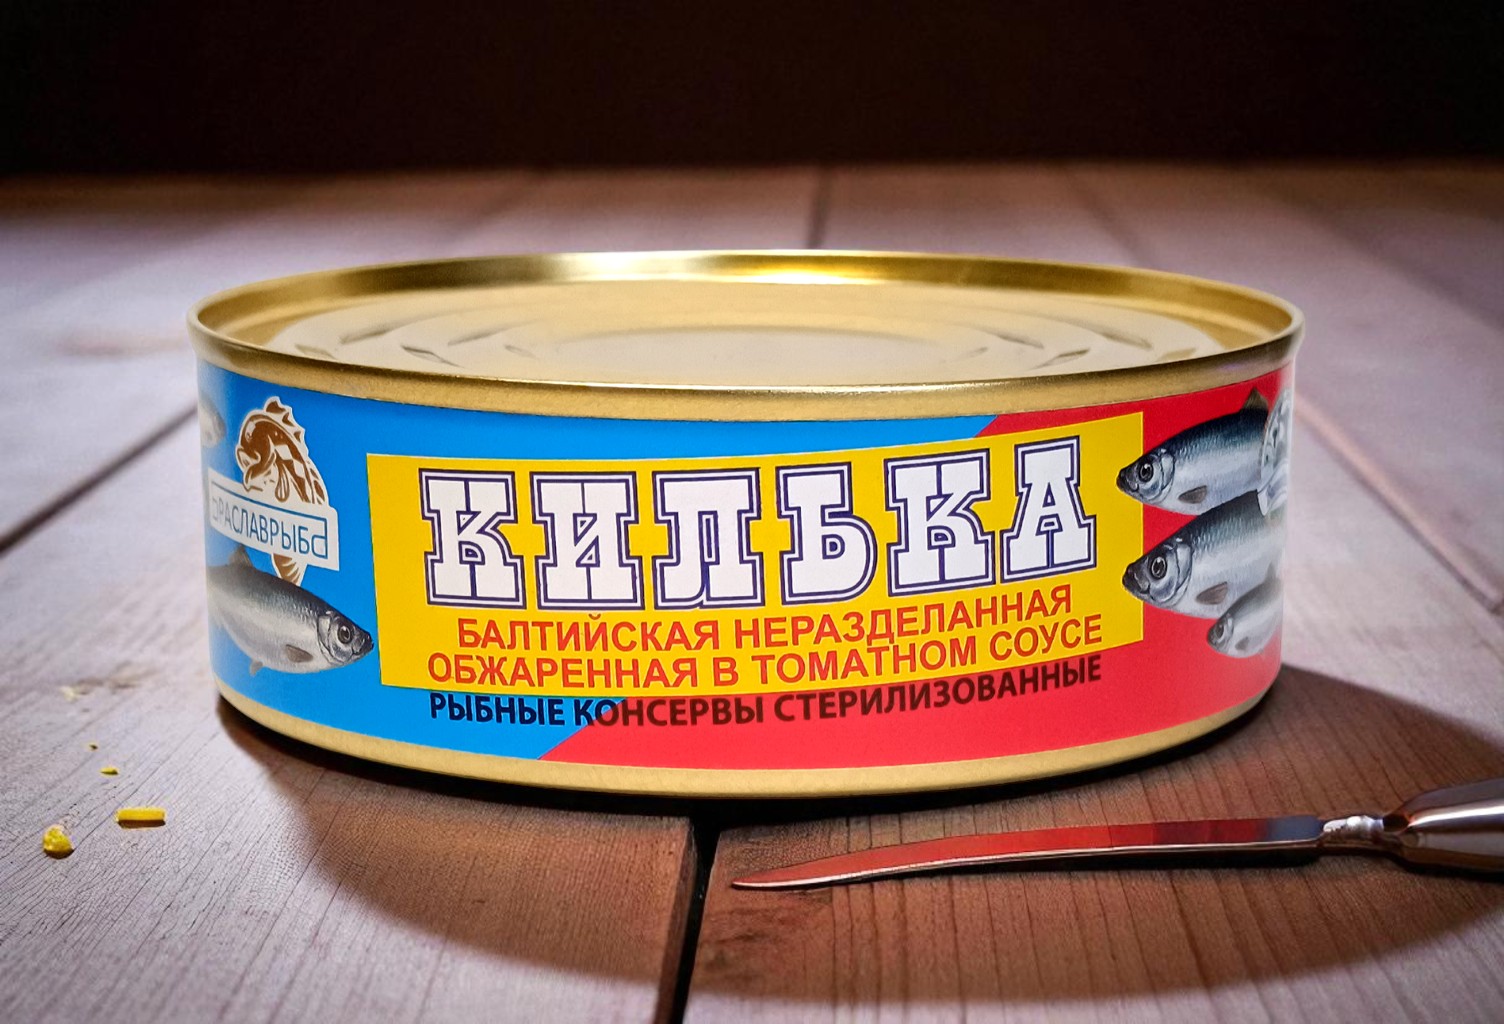 БРАСЛАВРЫБА
КИЛЬКА
БАЛТИЙСКАЯ НЕРАЗДЕЛАННАЯ
ОБЖАРЕННАЯ В ТОМАТНОМ СОУСЕ
РЫБНЫЕ КОНСЕРВЫ СТЕРИЛИЗОВАННЫЕ